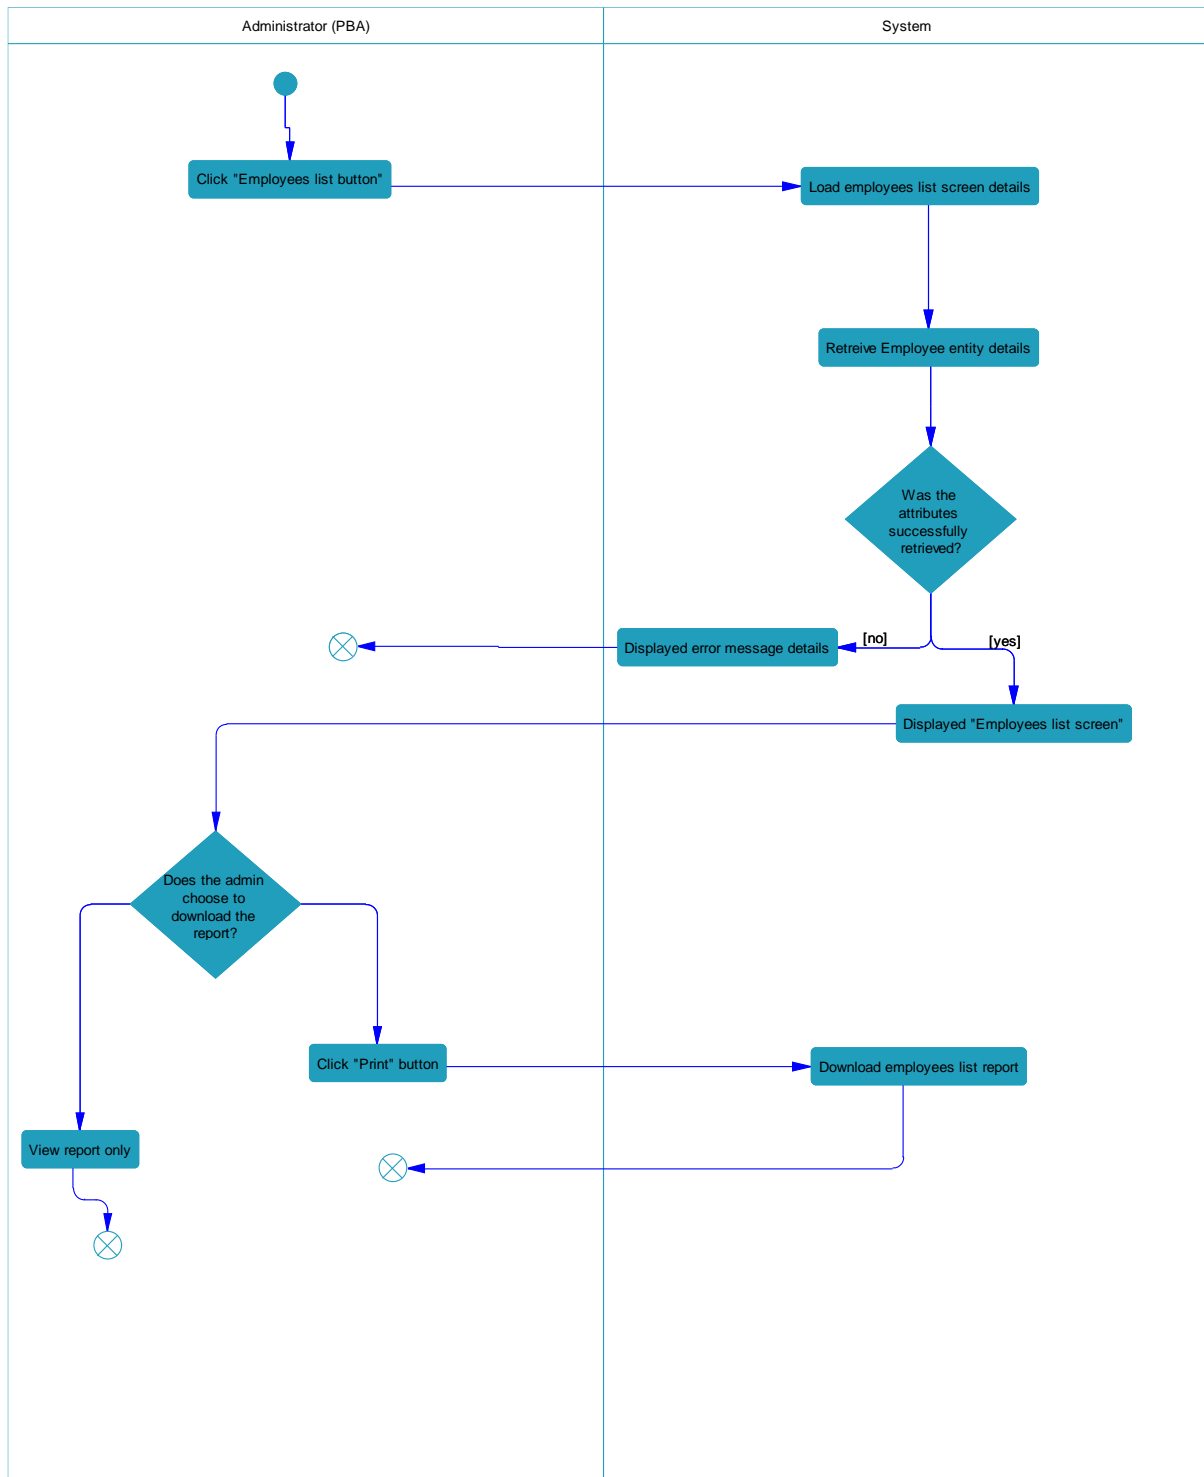 Administrator (PBA)
System
Click "Employees list button"
Load employees list screen details
Retreive Employee entity details
Was the
attributes
successfully
retrieved?
[no]
[yes]
Displayed error message details
Displayed "Employees list screen"
Does the admin
choose to
download the
report?
Click "Print" button
Download employees list report
View report only